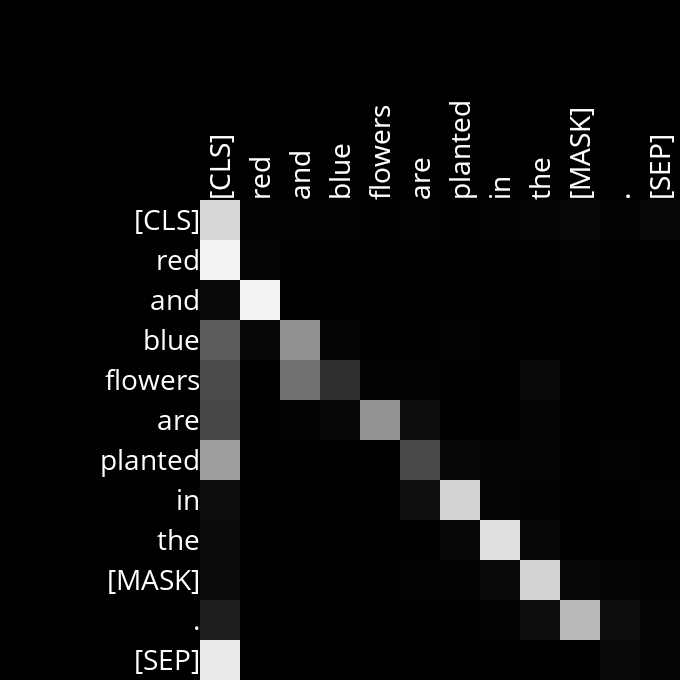 [CLS] red and blue flowers are planted in the [MASK] . [SEP]
[CLS]
red
and
blue
flowers
are
planted
in
the
[MASK]
.
[SEP]